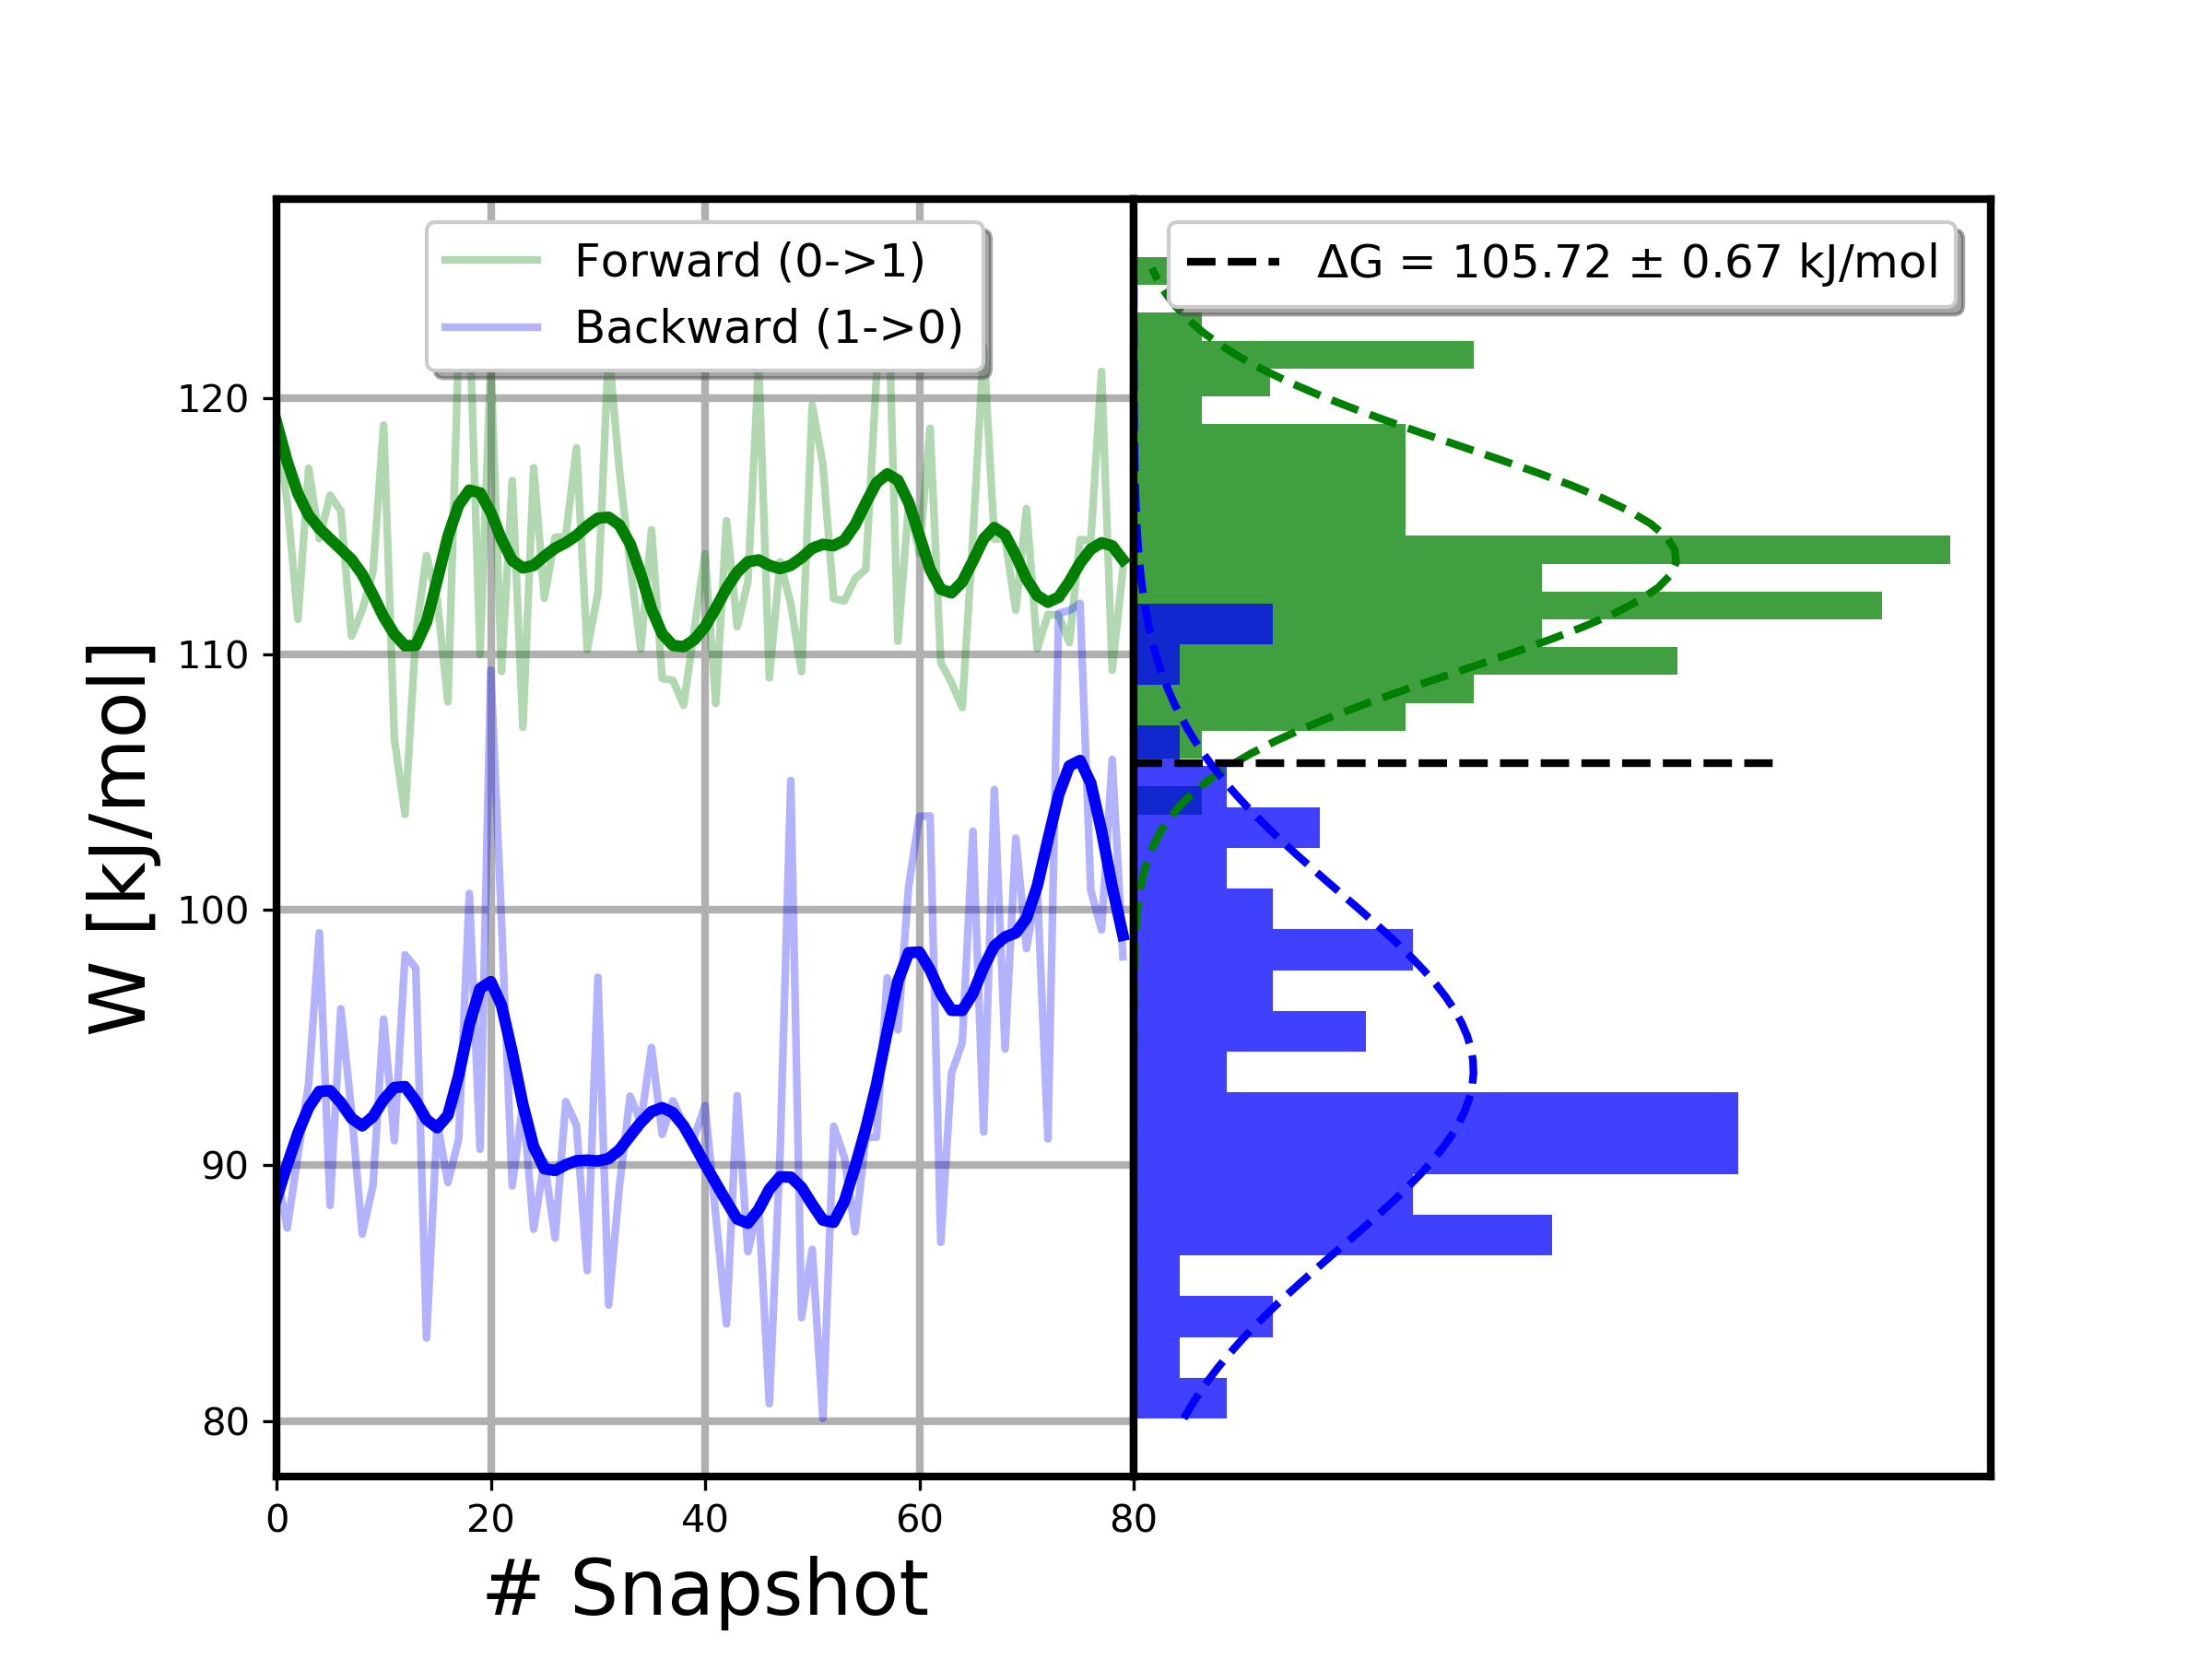 Forward (0->1)
Backward (1->0)
ΔG = 105.72 ± 0.67 kJ/mol
W [kJ/mol]
120
110
100
90
80
0
20
40
60
80
# Snapshot